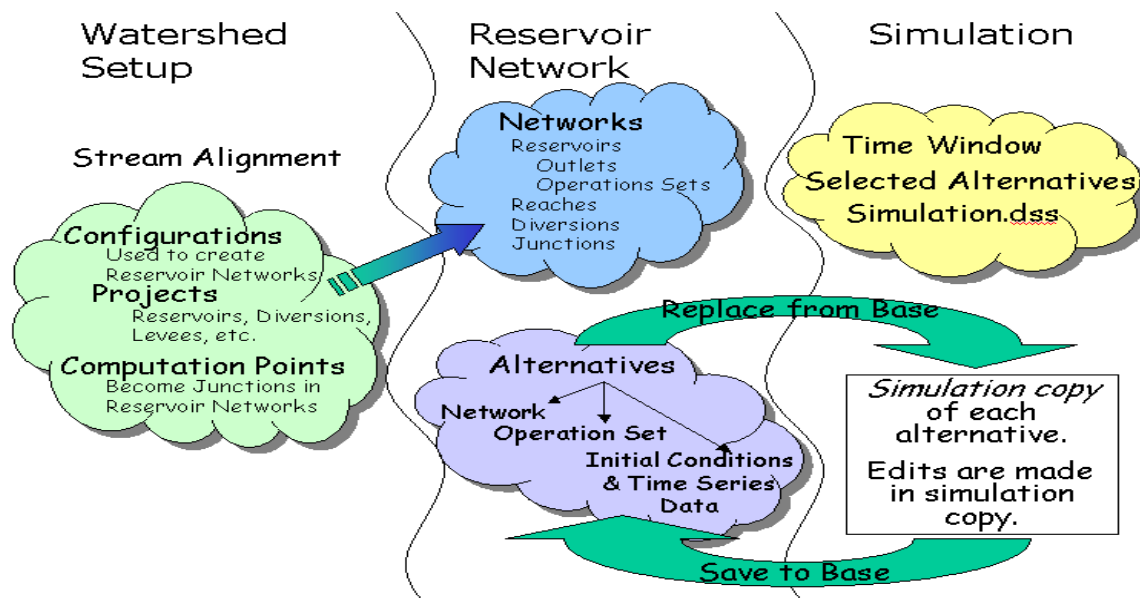 Watershed
Setup
Stream Alignment
Configurations
Used to create
Reservoir Networks
Projects
Reservoirs, Diversions,
Levees, etc.
Computation Points
Become Junctions in
Reservoir Networks
Reservoir
Network
Networks
Reservoirs
Outlets
Operations Sets
Reaches
Diversions
Junctions
Alternatives
Network
Operation Set
Initial Conditions
& Time Series
Data
Simulation
Time Window
Selected Alternatives
Simulation.dss
Replace from Base
Simulation copy
of each
alternative.
Edits are made
in simulation
copy.
Save to Base